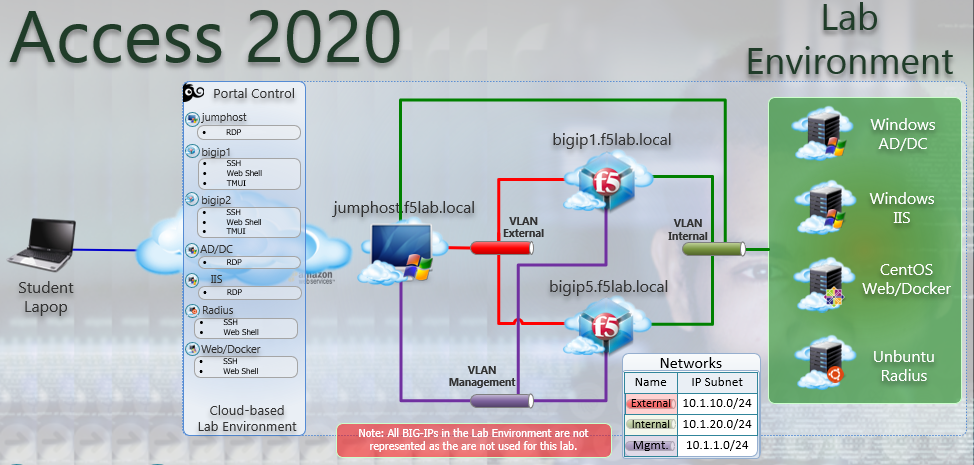 Access 2020
Lab
Environment
Portal Control
jumphost
• RDP
bigip1
• SSH
• Web Shell
• TMUI
bigip2
• SSH
• Web Shell
• TMUI
AD/DC
• RDP
IIS
• RDP
Radius
• SSH
• Web Shell
Web/Docker
• SSH
• Web Shell
Cloud-based
Lab Environment
Student
Lapop
amazon
web services™
jumphost.f5lab.local
VLAN
External
bigip1.f5lab.local
f5
VLAN
Internal
bigip5.f5lab.local
f5
VLAN
Management
Windows
AD/DC
Windows
IIS
CentOS
Web/Docker
Unbuntu
Radius
Networks
Name IP Subnet
External 10.1.10.0/24
Internal 10.1.20.0/24
Mgmt. 10.1.1.0/24
Note: All BIG-IPs in the Lab Environment are not
represented as the are not used for this lab.